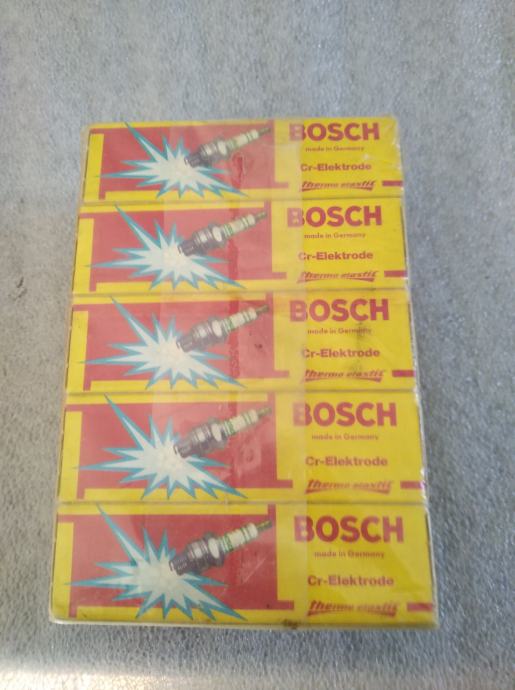 BOSCH
made in Germany
Cr-Elektrode
thermo elastic
BOSCH
made in Germany
Cr-Elektrode
thermo elastic
BOSCH
made in Germany
Cr-Elektrode
thermo elastic
BOSCH
made in Germany
Cr-Elektrode
thermo elastic
BOSCH
made in Germany
Cr-Elektrode
thermo elastic